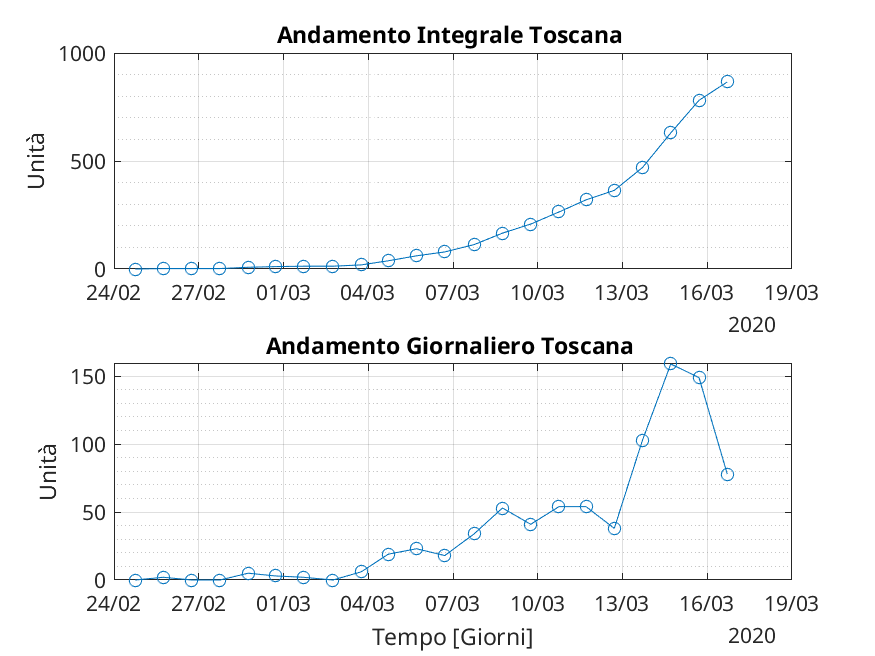 Andamento Integrale Toscana
1000
500
0
Unità
24/02 27/02 01/03 04/03 07/03 10/03 13/03 16/03 19/03
2020
Andamento Giornaliero Toscana
150
100
50
0
Unità
24/02 27/02 01/03 04/03 07/03 10/03 13/03 16/03 19/03
Tempo [Giorni]
2020